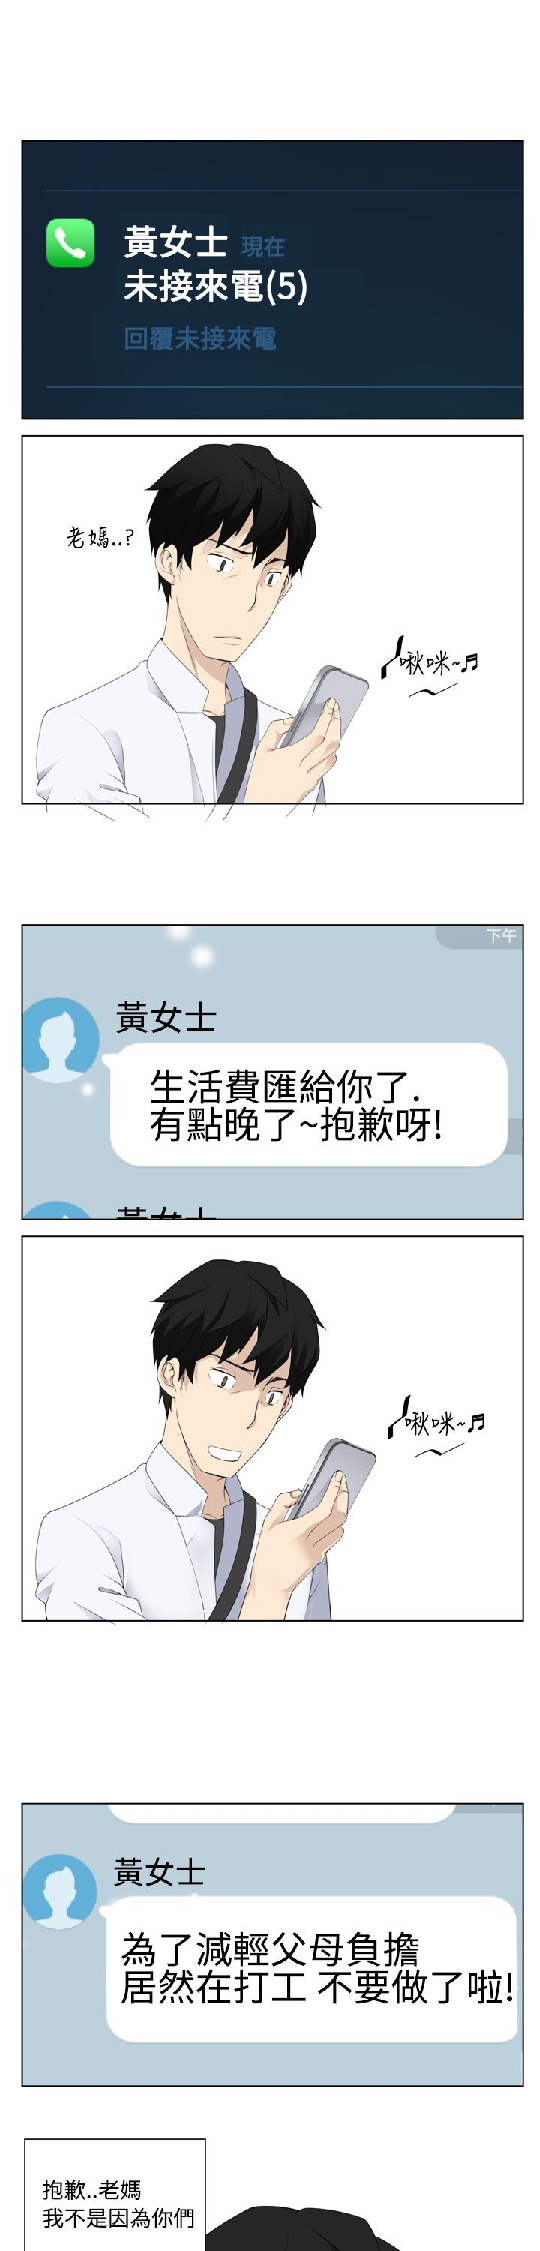 黃女士 現在
未接來電(5)
回覆未接來電
老媽..?
啾咪~♬
下午
黃女士
生活費匯給你了.
有點晚了~抱歉呀!
黃女士
啾咪~♬
黃女士
為了減輕父母負擔
居然在打工 不要做了啦!
抱歉..老媽
我不是因為你們